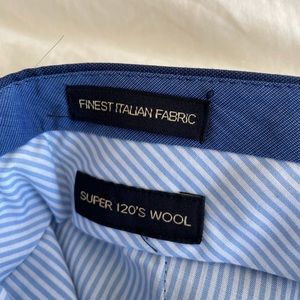 FINEST ITALIAN FABRIC
SUPER 120'S WOOL